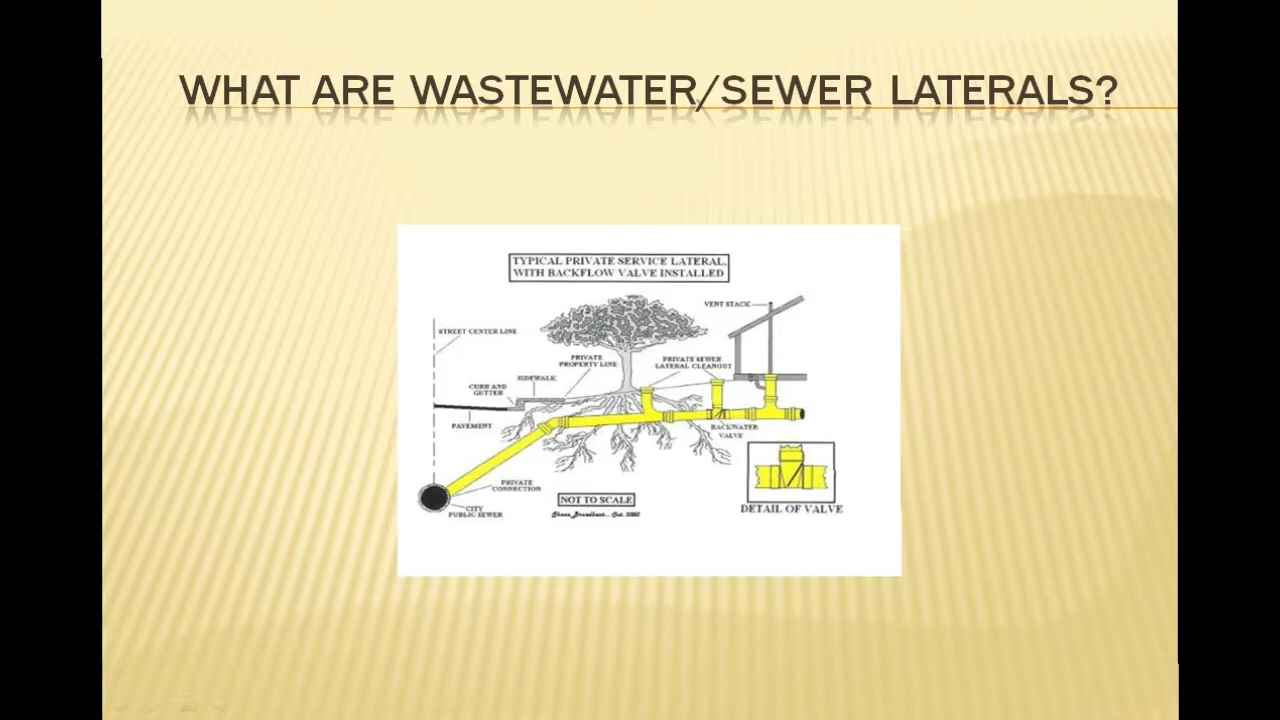 WHAT ARE WASTEWATER/SEWER LATERALS?
TYPICAL PRIVATE SERVICE LATERAL,
WITH BACKFLOW VALVE INSTALLED
VENT STACK
STREET CENTER LINE
PRIVATE
PROPERTY LINE
PRIVATE SEWER
LATERAL CLEANOUT
SIDEWALK
CURB AND
GUTTER
PAVEMENT
BACKWATER
VALVE
PRIVATE
CONNECTION
CITY
PUBLIC SEWER
NOT TO SCALE
DETAIL OF VALVE